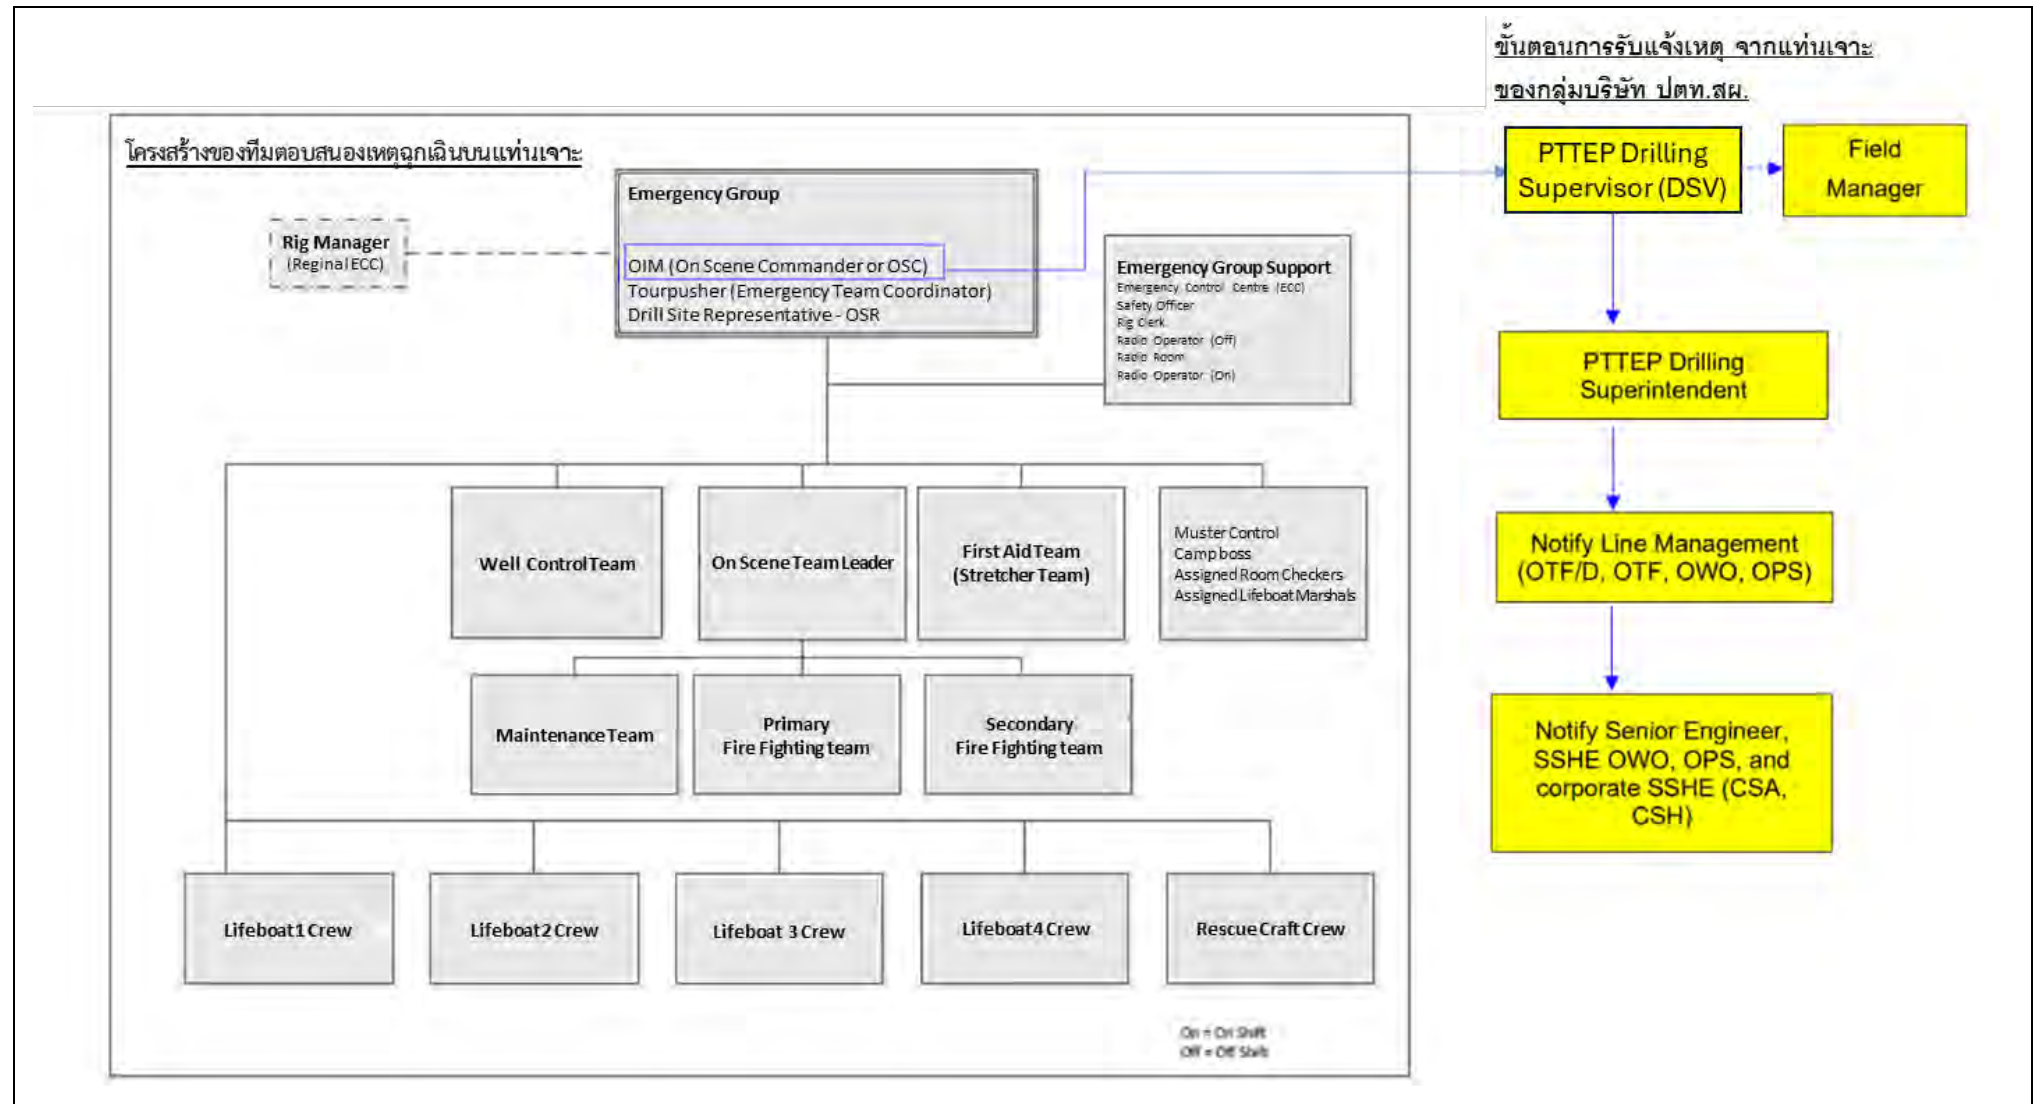 ขั้นตอนการรับแจ้งเหตุ จากแท่นเจาะ
ของกลุ่มบริษัท ปตท.สผ.
โครงสร้างของทีมตอบสนองเหตุฉุกเฉินบนแท่นเจาะ
Rig Manager
(Reginal ECC)
Emergency Group
OIM (On Scene Commander or OSC)
Tourpusher (Emergency Team Coordinator)
Drill Site Representative - OSR
Emergency Group Support
Emergency Control Centre (ECC)
Safety Officer
Rig Clerk
Radio Operator (Off)
Radio Room
Radio Operator (On)
PTTEP Drilling
Supervisor (DSV)
Field
Manager
PTTEP Drilling
Superintendent
Notify Line Management
(OTF/D, OTF, OWO, OPS)
Notify Senior Engineer,
SSHE OWO, OPS, and
corporate SSHE (CSA,
CSH)
Well Control Team
On Scene Team Leader
First Aid Team
(Stretcher Team)
Muster Control
Camp boss
Assigned Room Checkers
Assigned Lifeboat Marshals
Maintenance Team
Primary
Fire Fighting team
Secondary
Fire Fighting team
Lifeboat 1 Crew
Lifeboat 2 Crew
Lifeboat 3 Crew
Lifeboat 4 Crew
Rescue Craft Crew
On = On Shift
Off = Off Shift